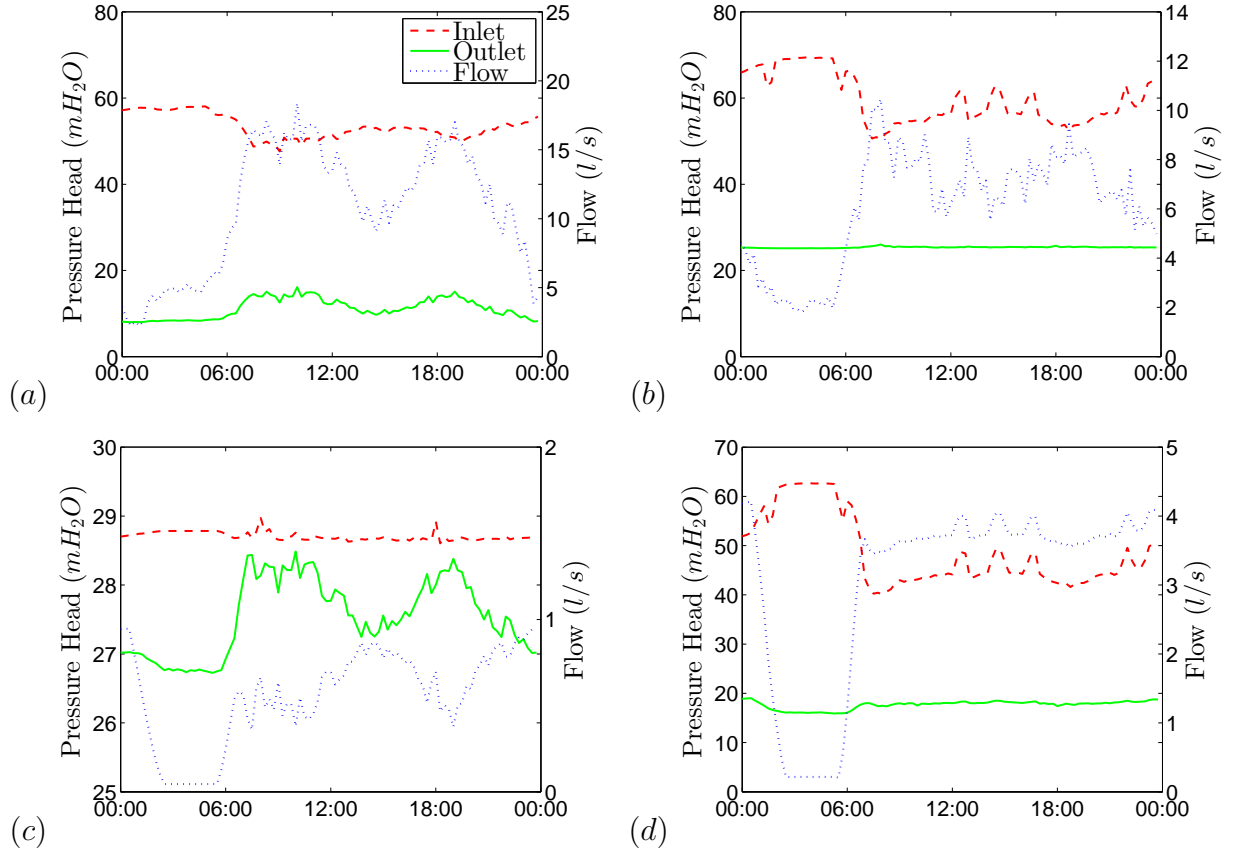 80
60
40
20
0
Pressure Head (mH₂O)
25
20
15
10
5
0
Flow (l/s)
Inlet
Outlet
Flow
00:00 06:00 12:00 18:00 00:00
(a)
80
60
40
20
0
Pressure Head (mH₂O)
14
12
10
8
6
4
2
0
Flow (l/s)
00:00 06:00 12:00 18:00 00:00
(b)
30
29
28
27
26
25
Pressure Head (mH₂O)
2
1
0
Flow (l/s)
00:00 06:00 12:00 18:00 00:00
(c)
70
60
50
40
30
20
10
0
Pressure Head (mH₂O)
5
4
3
2
1
0
Flow (l/s)
00:00 06:00 12:00 18:00 00:00
(d)